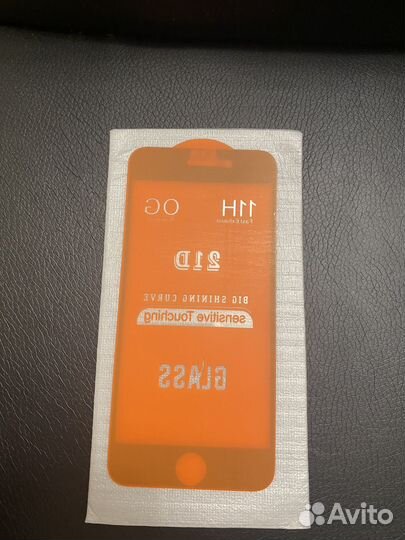 11H OG
21D
BIG SHINING CURVE
sensitive Touching
GLASS
Avito